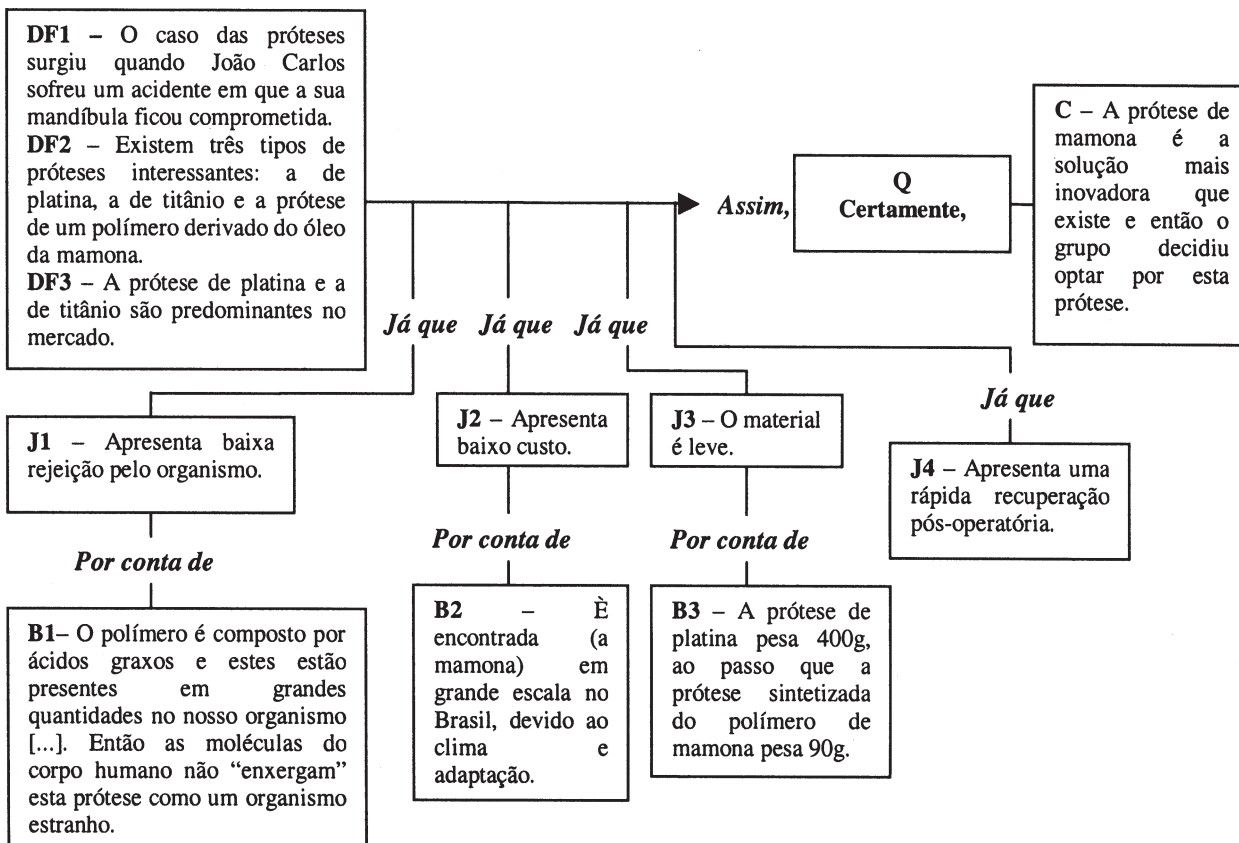 DF1 – O caso das próteses
surgiu quando João Carlos
sofreu um acidente em que a sua
mandíbula ficou comprometida.
DF2 – Existem três tipos de
próteses interessantes: a de
platina, a de titânio e a prótese
de um polímero derivado do óleo
da mamona.
DF3 – A prótese de platina e a
de titânio são predominantes no
mercado.
Assim,
Q
Certamente,
C – A prótese de
mamona é a
solução mais
inovadora que
existe e então o
grupo decidiu
optar por esta
prótese.
Já que
Já que
Já que
Já que
J1 – Apresenta baixa
rejeição pelo organismo.
J2 – Apresenta
baixo custo.
J3 – O material
é leve.
J4 – Apresenta uma
rápida recuperação
pós-operatória.
Por conta de
Por conta de
Por conta de
B1– O polímero é composto por
ácidos graxos e estes estão
presentes em grandes
quantidades no nosso organismo
[...]. Então as moléculas do
corpo humano não “enxergam”
esta prótese como um organismo
estranho.
B2 – È
encontrada (a
mamona) em
grande escala no
Brasil, devido ao
clima e
adaptação.
B3 – A prótese de
platina pesa 400g,
ao passo que a
prótese sintetizada
do polímero de
mamona pesa 90g.